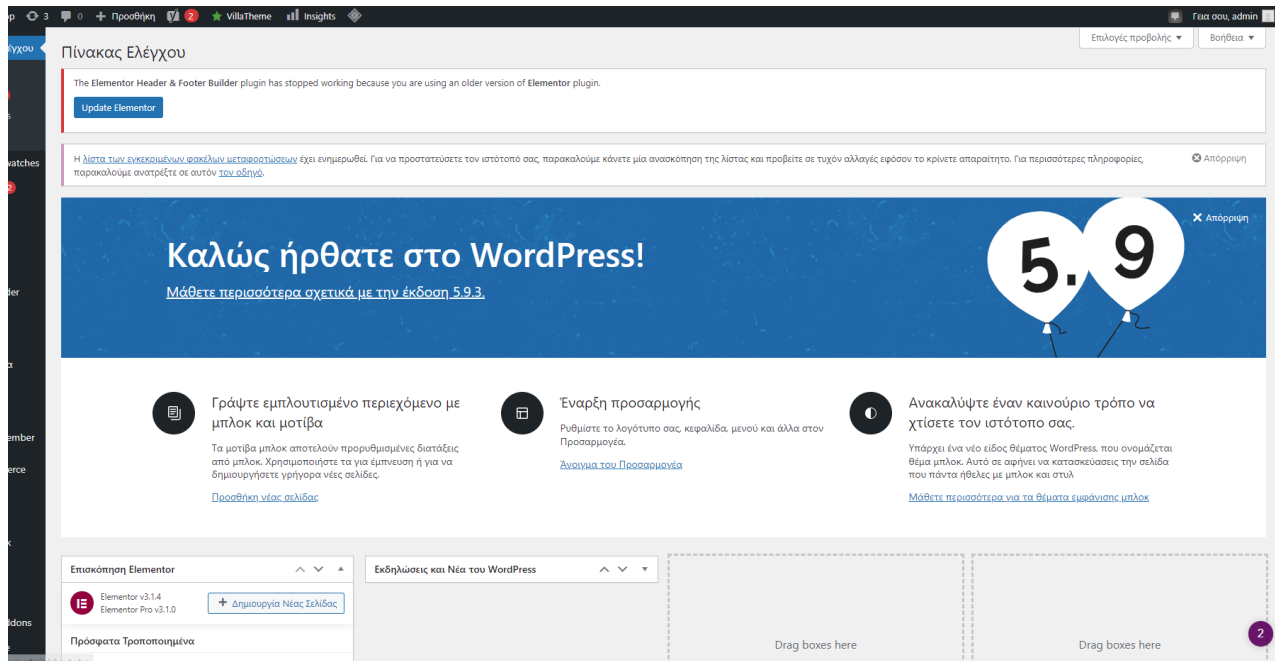 3 0 + Προσθήκη 2 VillaTheme Insights Γεια σου, admin
Επιλογές προβολής ▼ Βοήθεια ▼
Πίνακας Ελέγχου
The Elementor Header & Footer Builder plugin has stopped working because you are using an older version of Elementor plugin.
Update Elementor
Η λίστα των εγκεκριμένων φακέλων μεταφορτώσεων έχει ενημερωθεί. Για να προστατεύσετε τον ιστότοπό σας, παρακαλούμε κάνετε μία ανασκόπηση της λίστας και προβείτε σε τυχόν αλλαγές εφόσον το κρίνετε απαραίτητο. Για περισσότερες πληροφορίες,
παρακαλούμε ανατρέξτε σε αυτόν τον οδηγό.
Απόρριψη
2
Απόρριψη
5.9
Καλώς ήρθατε στο WordPress!
Μάθετε περισσότερα σχετικά με την έκδοση 5.9.3.
Γράψτε εμπλουτισμένο περιεχόμενο με
μπλοκ και μοτίβα
Τα μοτίβα μπλοκ αποτελούν προρυθμισμένες διατάξεις
από μπλοκ. Χρησιμοποιήστε τα για έμπνευση ή για να
δημιουργήσετε γρήγορα νέες σελίδες.
Προσθήκη νέας σελίδας
Έναρξη προσαρμογής
Ρυθμίστε το λογότυπο σας, κεφαλίδα, μενού και άλλα στον
Προσαρμογέα.
Άνοιγμα του Προσαρμογέα
Ανακαλύψτε έναν καινούριο τρόπο να
χτίσετε τον ιστότοπο σας.
Υπάρχει ένα νέο είδος θέματος WordPress, που ονομάζεται
θέμα μπλοκ. Αυτό σε αφήνει να κατασκευάσεις την σελίδα
που πάντα ήθελες με μπλοκ και στυλ
Μάθετε περισσότερα για τα θέματα εμφάνισης μπλοκ
Επισκόπηση Elementor
Elementor v3.1.4
Elementor Pro v3.1.0
+ Δημιουργία Νέας Σελίδας
Πρόσφατα Τροποποιημένα
Εκδηλώσεις και Νέα του WordPress
Drag boxes here
Drag boxes here
2